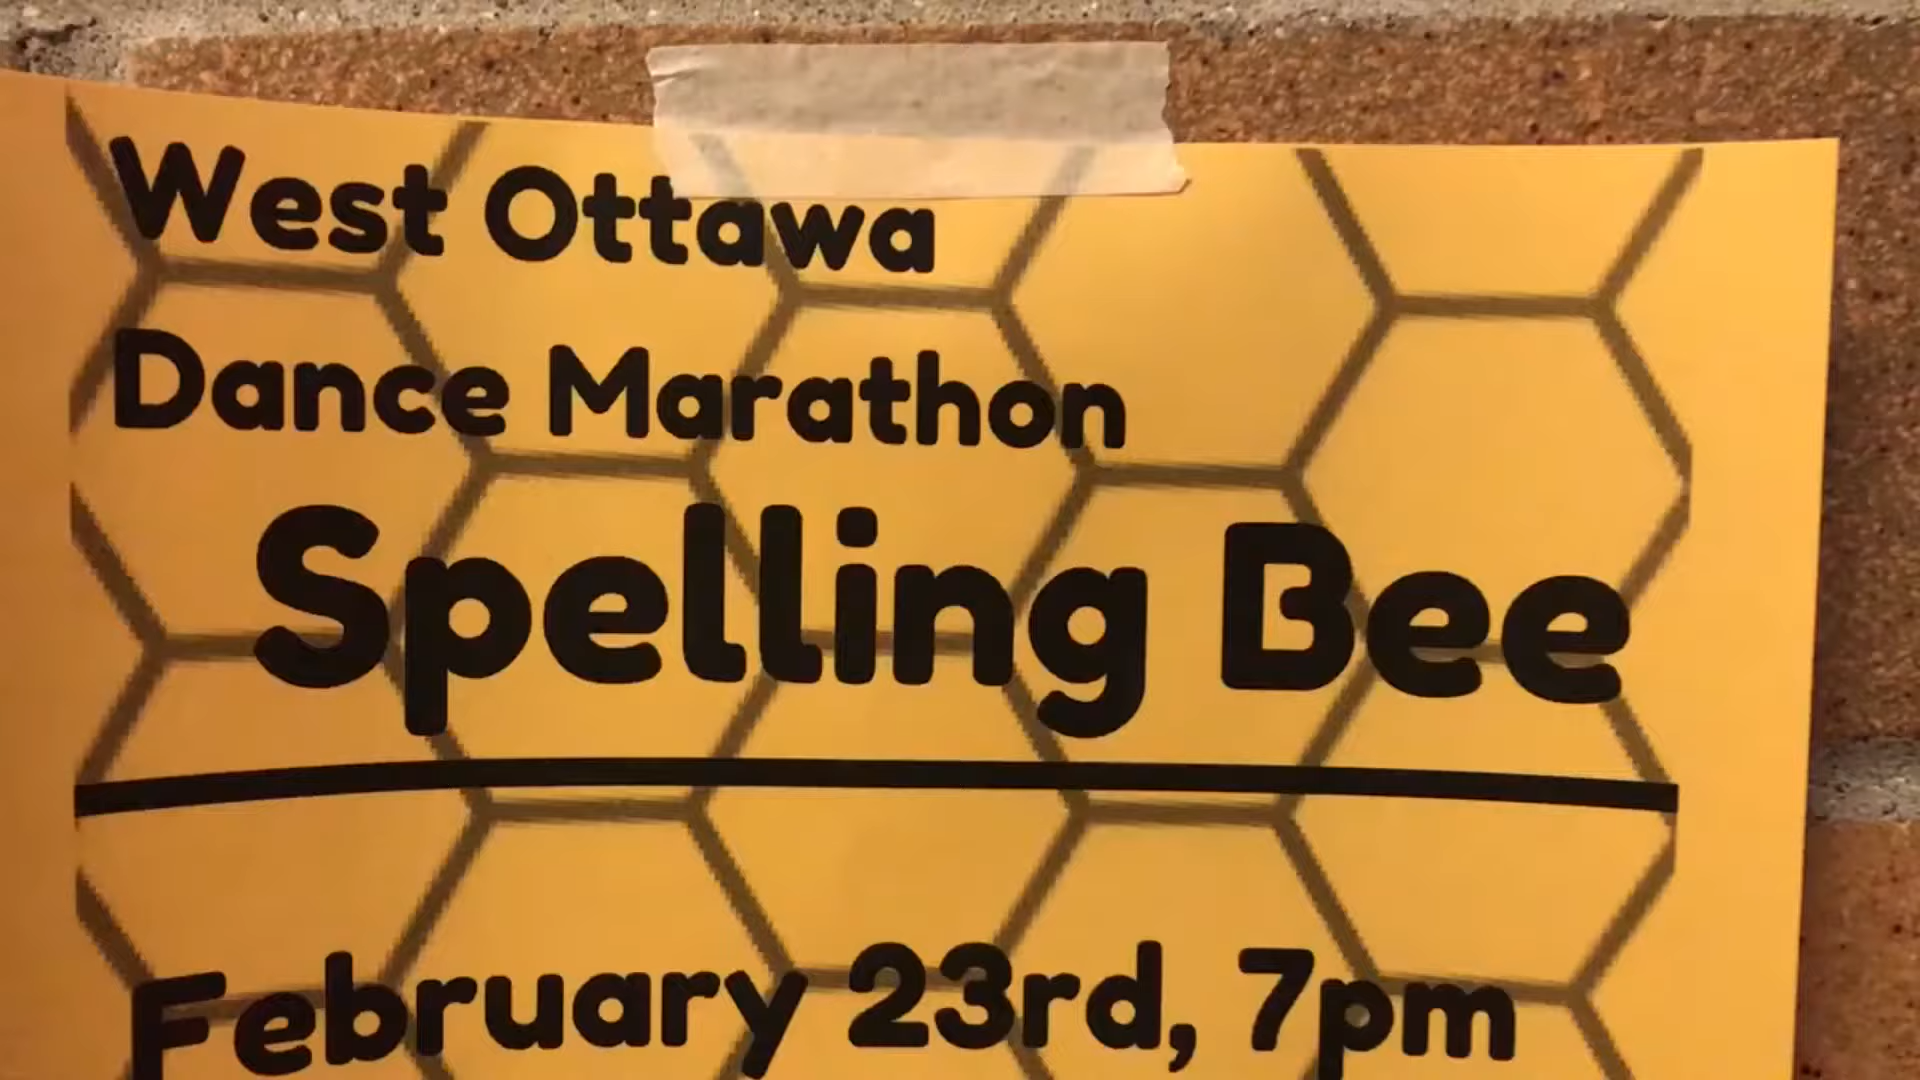 West Ottawa
Dance Marathon
Spelling Bee
February 23rd, 7pm